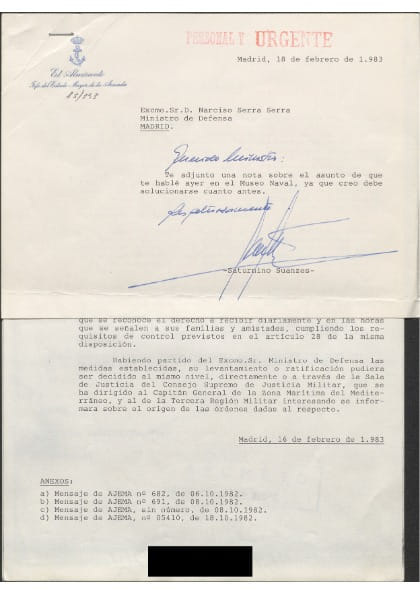 PERSONAL Y URGENTE
Madrid, 18 de febrero de 1.983
El Almirante
Jefe del Estado Mayor de la Armada
Excmo.Sr.D. Narciso Serra Serra
Ministro de Defensa
MADRID.
Querido Ministro:
Te adjunto una nota sobre el asunto de que
te hablé ayer en el Museo Naval, ya que creo debe
solucionarse cuanto antes.
Respetuosamente
-Saturnino Suanzes-
que se reconoce el derecho a recibir diariamente y en las horas
que se señalen a sus familias y amistades, cumpliendo los re-
quisitos de control previstos en el artículo 28 de la misma
disposición.
Habiendo partido del Excmo.Sr. Ministro de Defensa las
medidas establecidas, su levantamiento o ratificación pudiera
ser decidido al mismo nivel, directamente o a través de la Sala
de Justicia del Consejo Supremo de Justicia Militar, que se
ha dirigido al Capitán General de la Zona Marítima del Medite-
rráneo, y al de la Tercera Región Militar interesando se infor-
mara sobre el origen de las órdenes dadas al respecto.
Madrid, 16 de febrero de 1.983
ANEXOS:
a) Mensaje de AJEMA nº 682, de 06.10.1982.
b) Mensaje de AJEMA nº 691, de 08.10.1982.
c) Mensaje de AJEMA, sin número, de 08.10.1982.
d) Mensaje de AJEMA, nº 05410, de 18.10.1982.